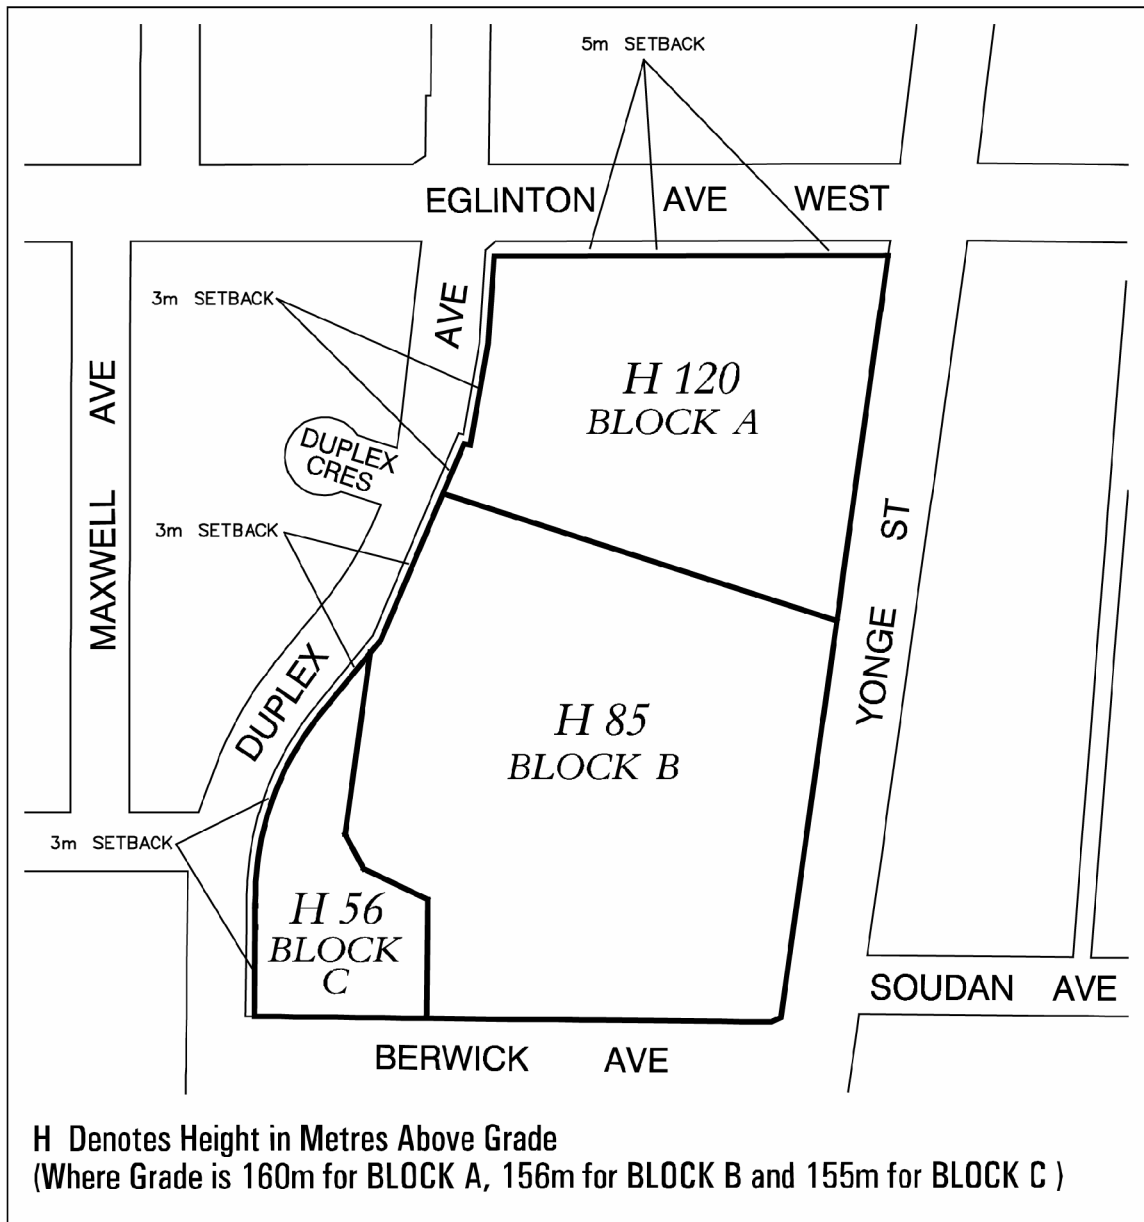 5m SETBACK
EGLINTON AVE WEST
3m SETBACK
AVE
H 120
BLOCK A
MAXWELL AVE
DUPLEX
CRES
3m SETBACK
YONGE ST
DUPLEX
H 85
BLOCK B
3m SETBACK
H 56
BLOCK
C
SOUDAN AVE
BERWICK AVE
H Denotes Height in Metres Above Grade
(Where Grade is 160m for BLOCK A, 156m for BLOCK B and 155m for BLOCK C )